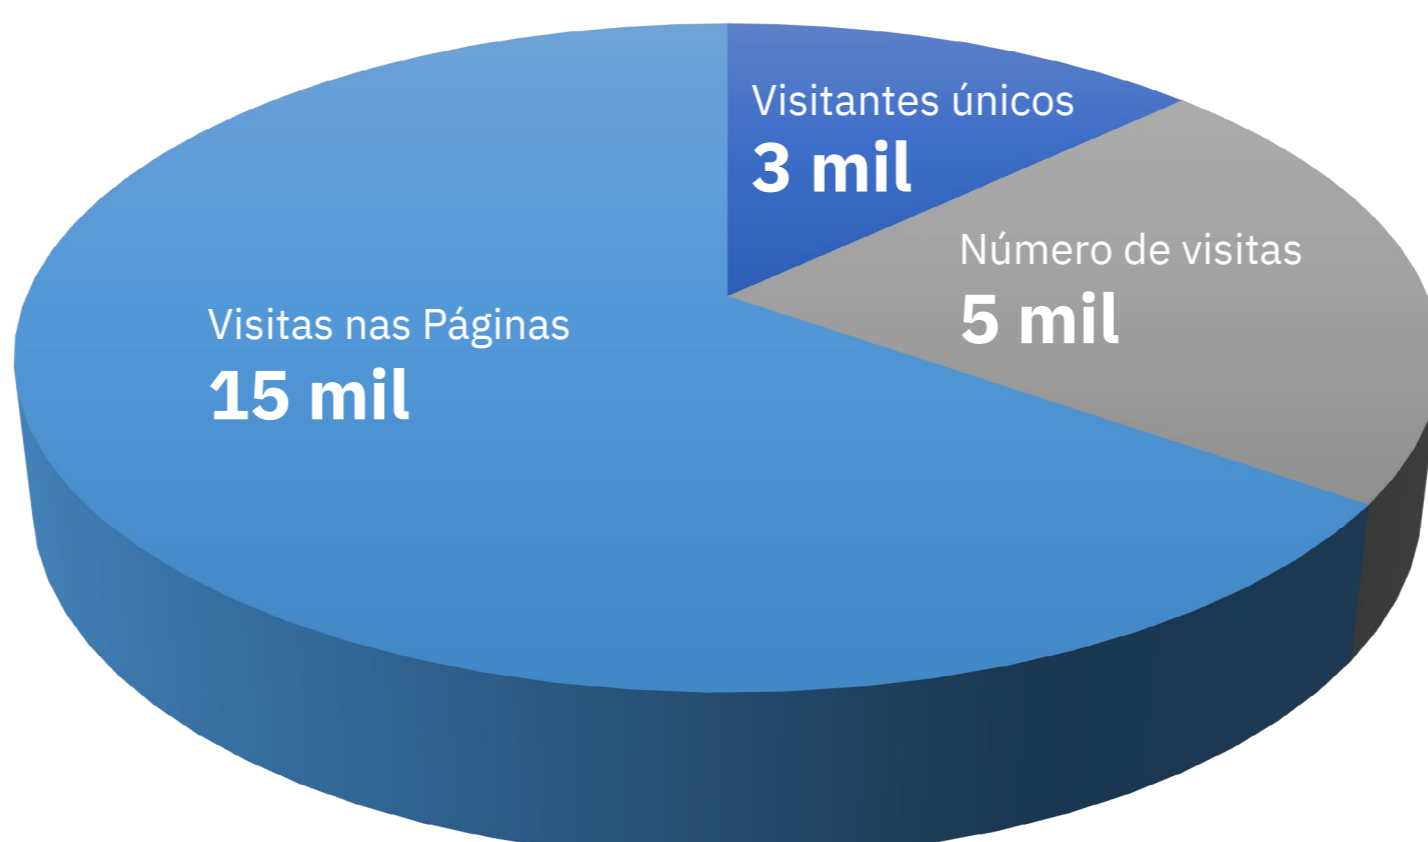 Visitantes únicos
3 mil
Número de visitas
5 mil
Visitas nas Páginas
15 mil